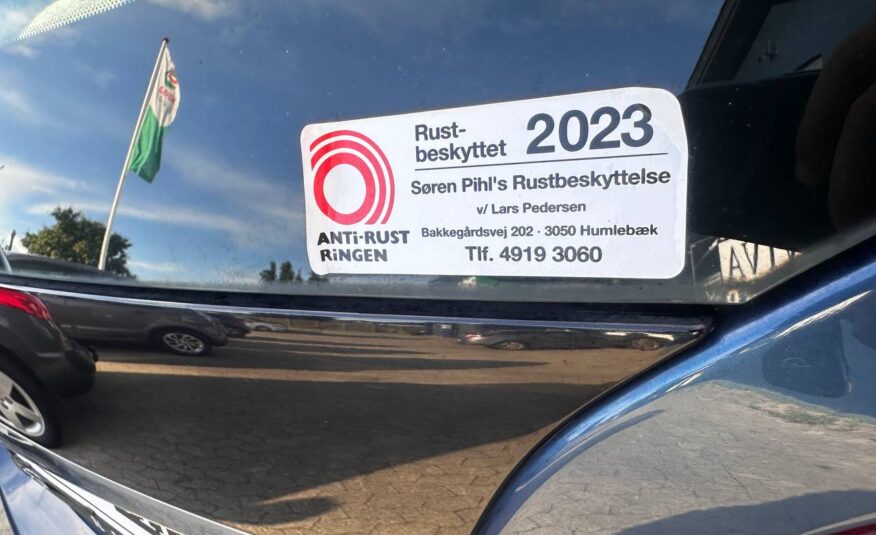 Rust-
beskyttet 2023
Søren Pihl's Rustbeskyttelse
v/ Lars Pedersen
Bakkegårdsvej 202 · 3050 Humlebæk
Tlf. 4919 3060
ANTi-RUST
RiNGEN